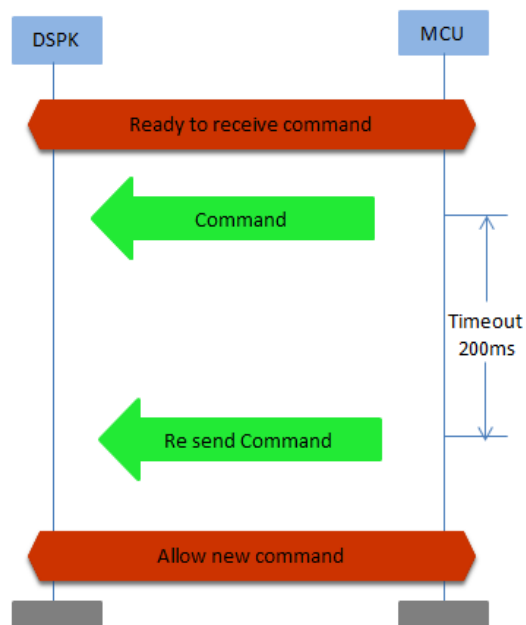 DSPK
MCU
Ready to receive command
Command
Timeout
200ms
Re send Command
Allow new command